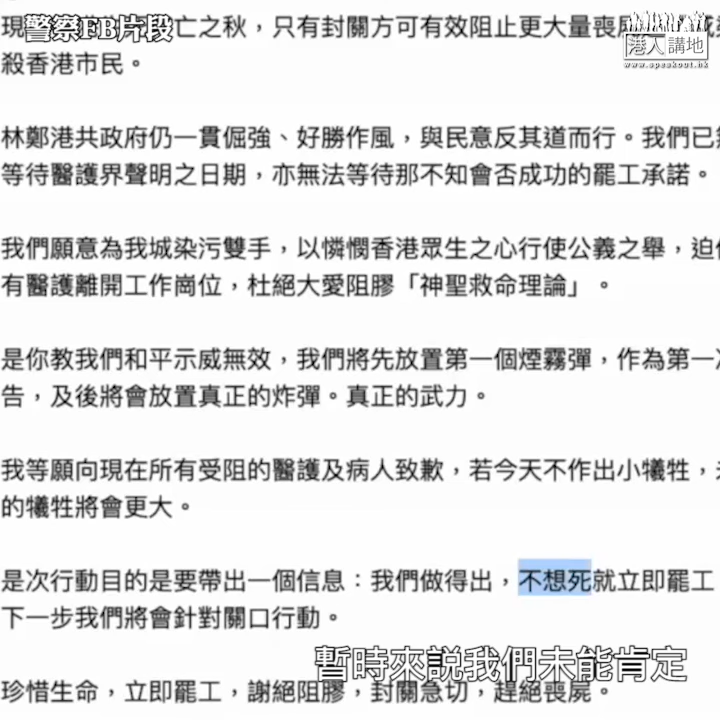 警察FB片段
港人講地
www.speakout.hk
亡之秋，只有封關方可有效阻止更大量喪
殺香港市民。
林鄭港共政府仍一貫倔強、好勝作風，與民意反其道而行。我們已
等待醫護界聲明之日期，亦無法等待那不知會否成功的罷工承諾。
我們願意為我城染污雙手，以憐憫香港眾生之心行使公義之舉，迫
有醫護離開工作崗位，杜絕大愛阻膠「神聖救命理論」。
是你教我們和平示威無效，我們將先放置第一個煙霧彈，作為第一
告，及後將會放置真正的炸彈。真正的武力。
我等願向現在所有受阻的醫護及病人致歉，若今天不作出小犧牲，
的犧牲將會更大。
是次行動目的是要帶出一個信息：我們做得出，不想死就立即罷工
下一步我們將會針對關口行動。
暫時來説我們未能肯定
珍惜生命，立即罷工，謝絕阻膠，封關急切，趕絕喪屍。